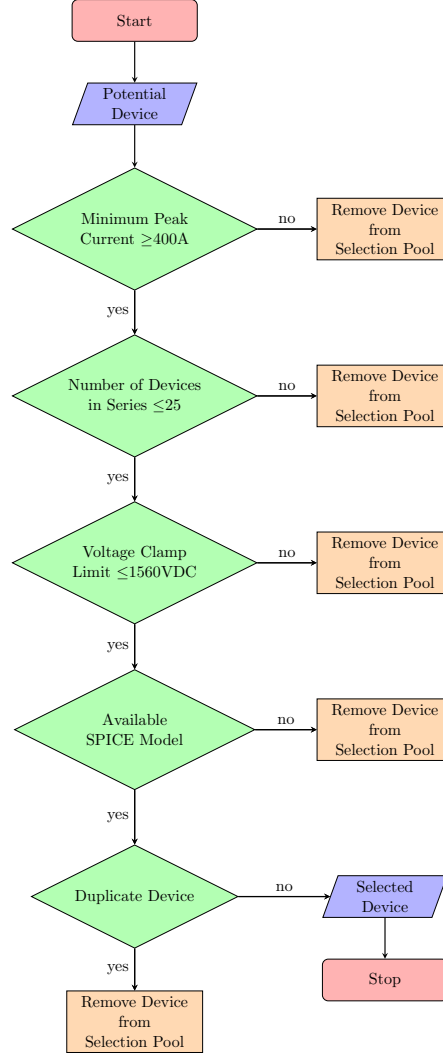 Start
Potential
Device
Minimum Peak
Current ≥400A
no
Remove Device
from
Selection Pool
yes
Number of Devices
in Series ≤25
no
Remove Device
from
Selection Pool
yes
Voltage Clamp
Limit ≤1560VDC
no
Remove Device
from
Selection Pool
yes
Available
SPICE Model
no
Remove Device
from
Selection Pool
yes
Duplicate Device
no
Selected
Device
yes
Stop
Remove Device
from
Selection Pool